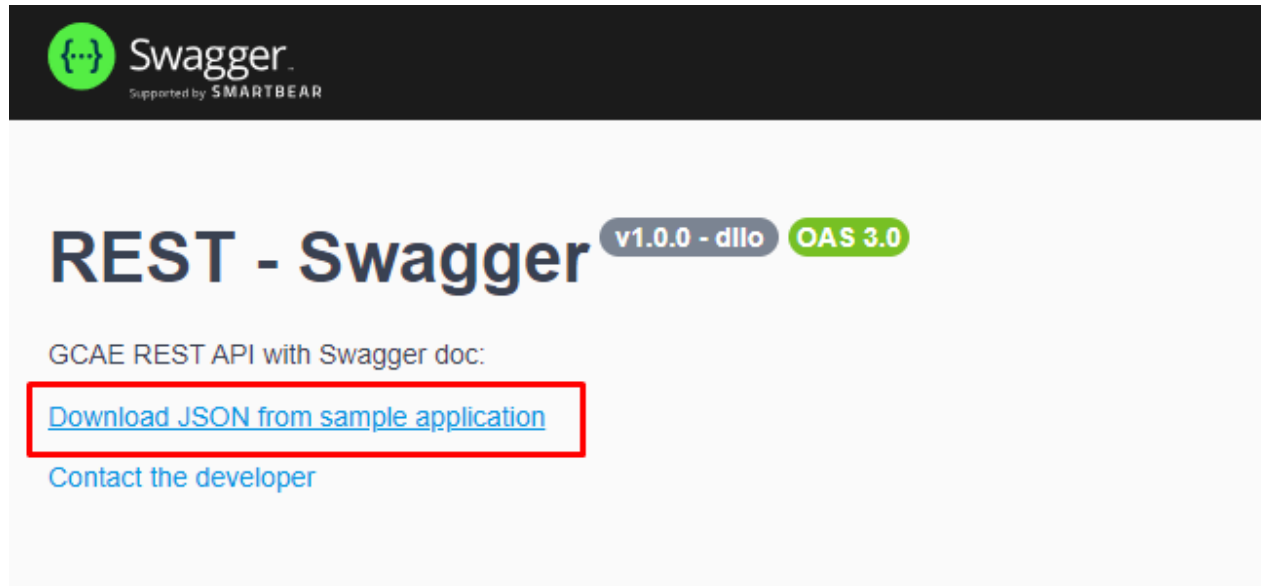 {···} Swagger™
Supported by SMARTBEAR
REST - Swagger v1.0.0 - dllo OAS 3.0
GCAE REST API with Swagger doc:
Download JSON from sample application
Contact the developer